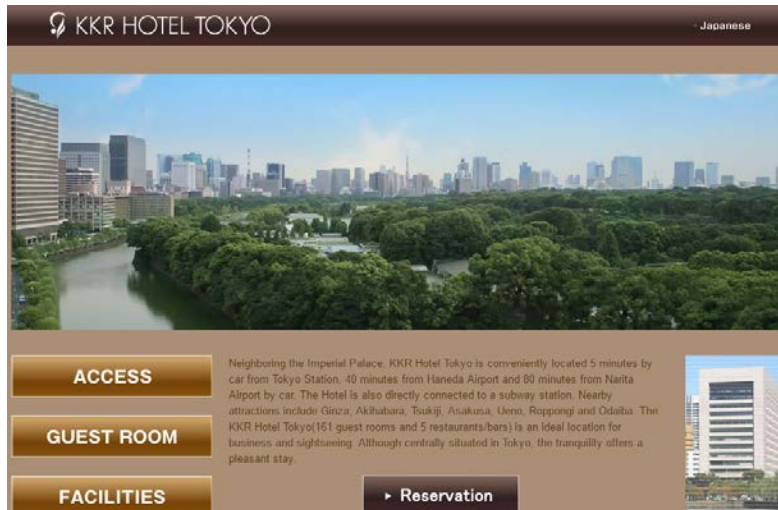 KKR HOTEL TOKYO
Japanese
ACCESS
GUEST ROOM
FACILITIES
Neighboring the Imperial Palace, KKR Hotel Tokyo is conveniently located 5 minutes by
car from Tokyo Station, 40 minutes from Haneda Airport and 80 minutes from Narita
Airport by car. The Hotel is also directly connected to a subway station. Nearby
attractions include Ginza, Akihabara, Tsukiji, Asakusa, Ueno, Roppongi and Odaiba. The
KKR Hotel Tokyo(161 guest rooms and 5 restaurants/bars) is an ideal location for
business and sightseeing. Although centrally situated in Tokyo, the tranquility offers a
pleasant stay.
Reservation